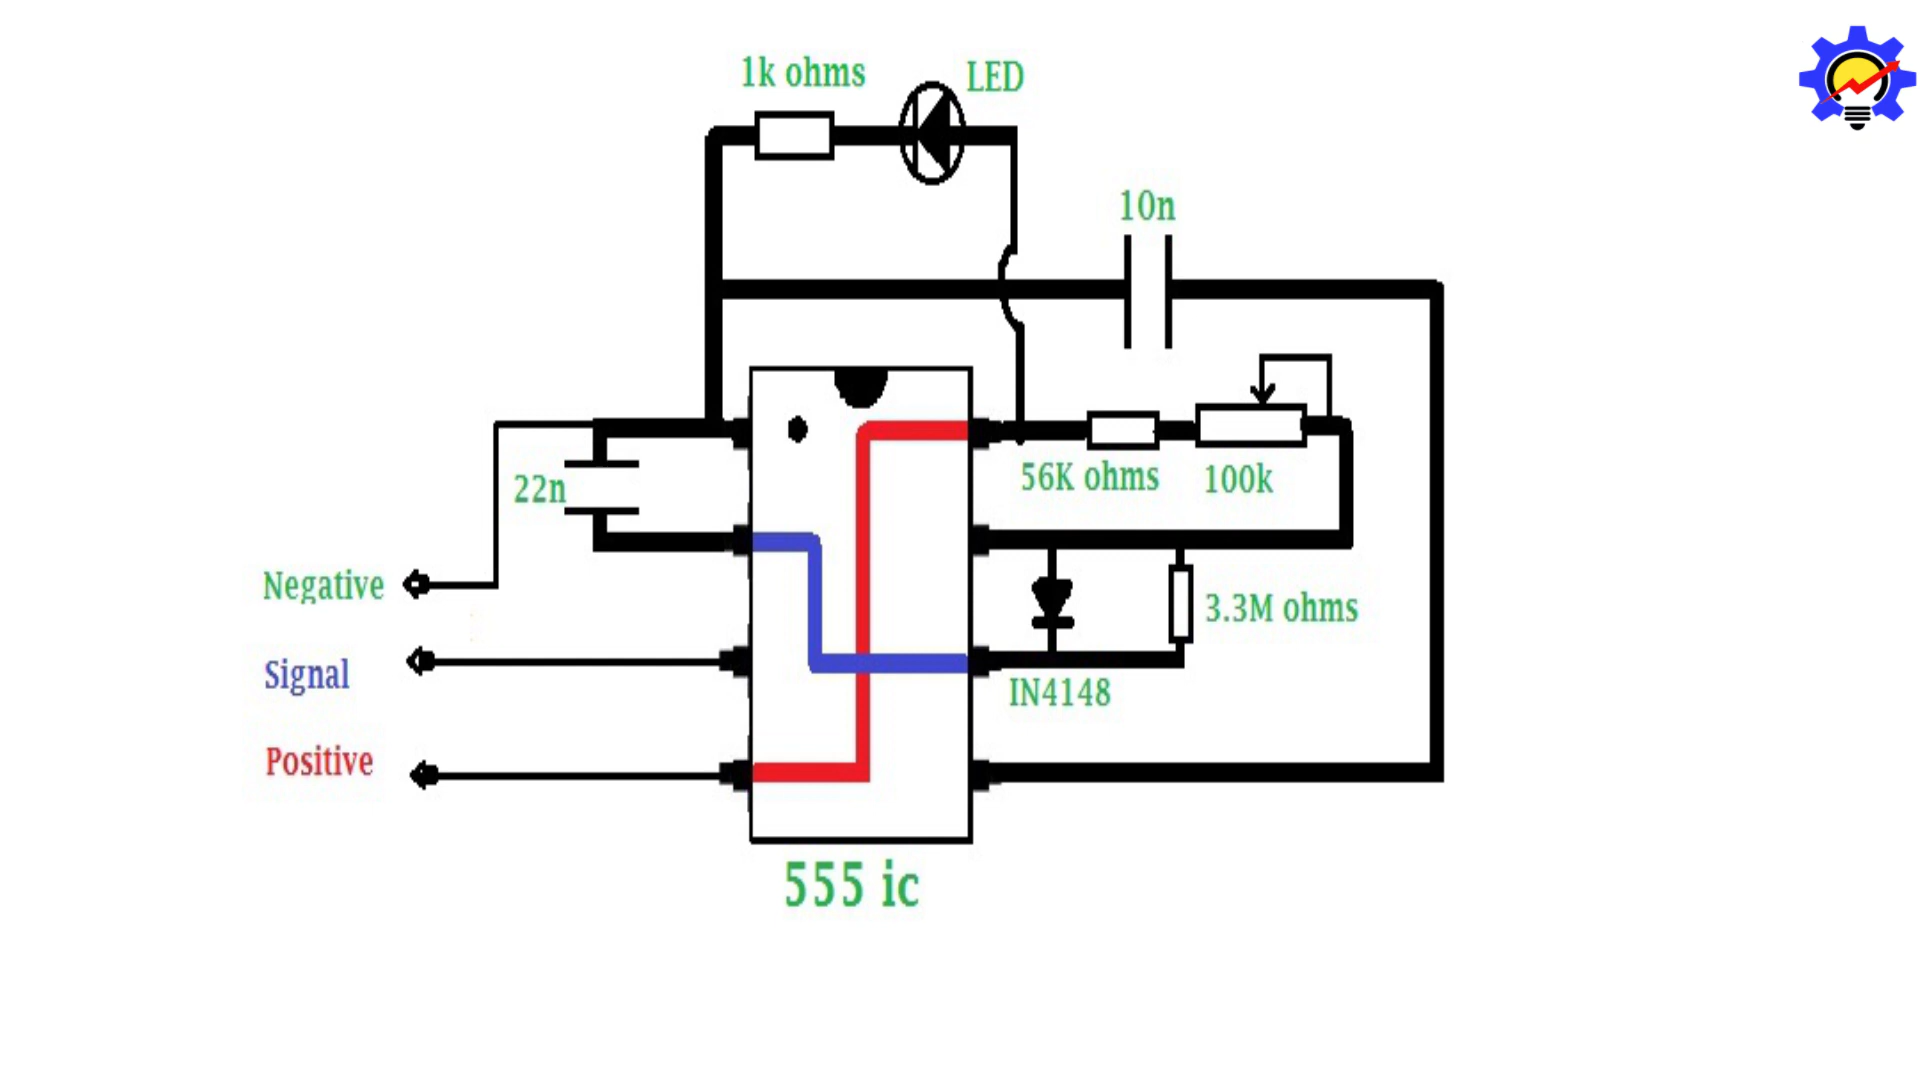 1k ohms
LED
10n
22n
56K ohms
100k
Negative
3.3M ohms
Signal
IN4148
Positive
555 ic